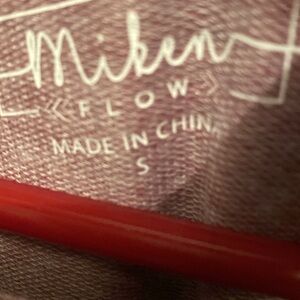 Miken
« FLOW »
MADE IN CHINA
S